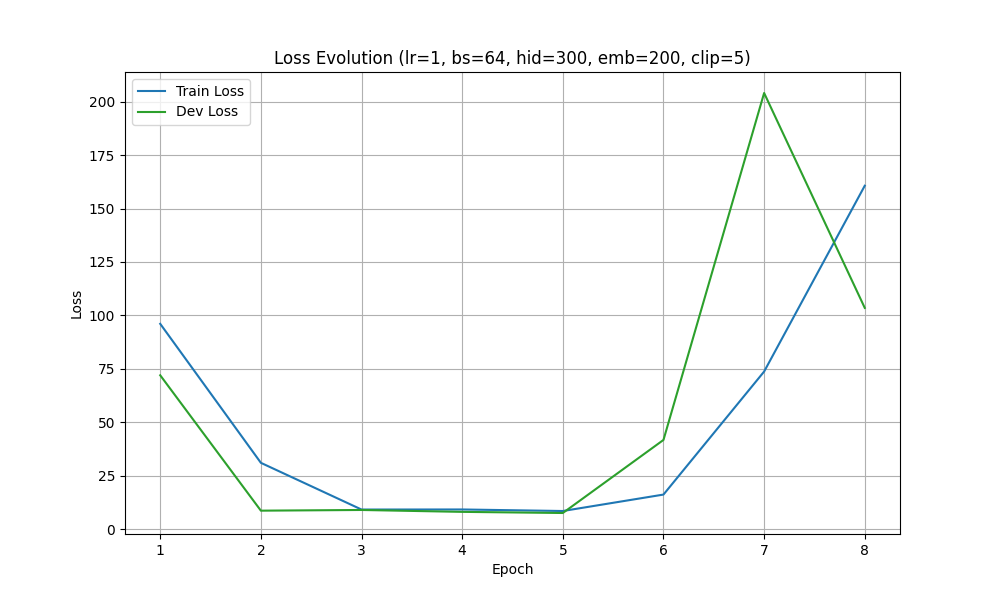 Loss Evolution (lr=1, bs=64, hid=300, emb=200, clip=5)
Train Loss
Dev Loss
200
175
150
125
100
75
50
25
0
Loss
1 2 3 4 5 6 7 8
Epoch